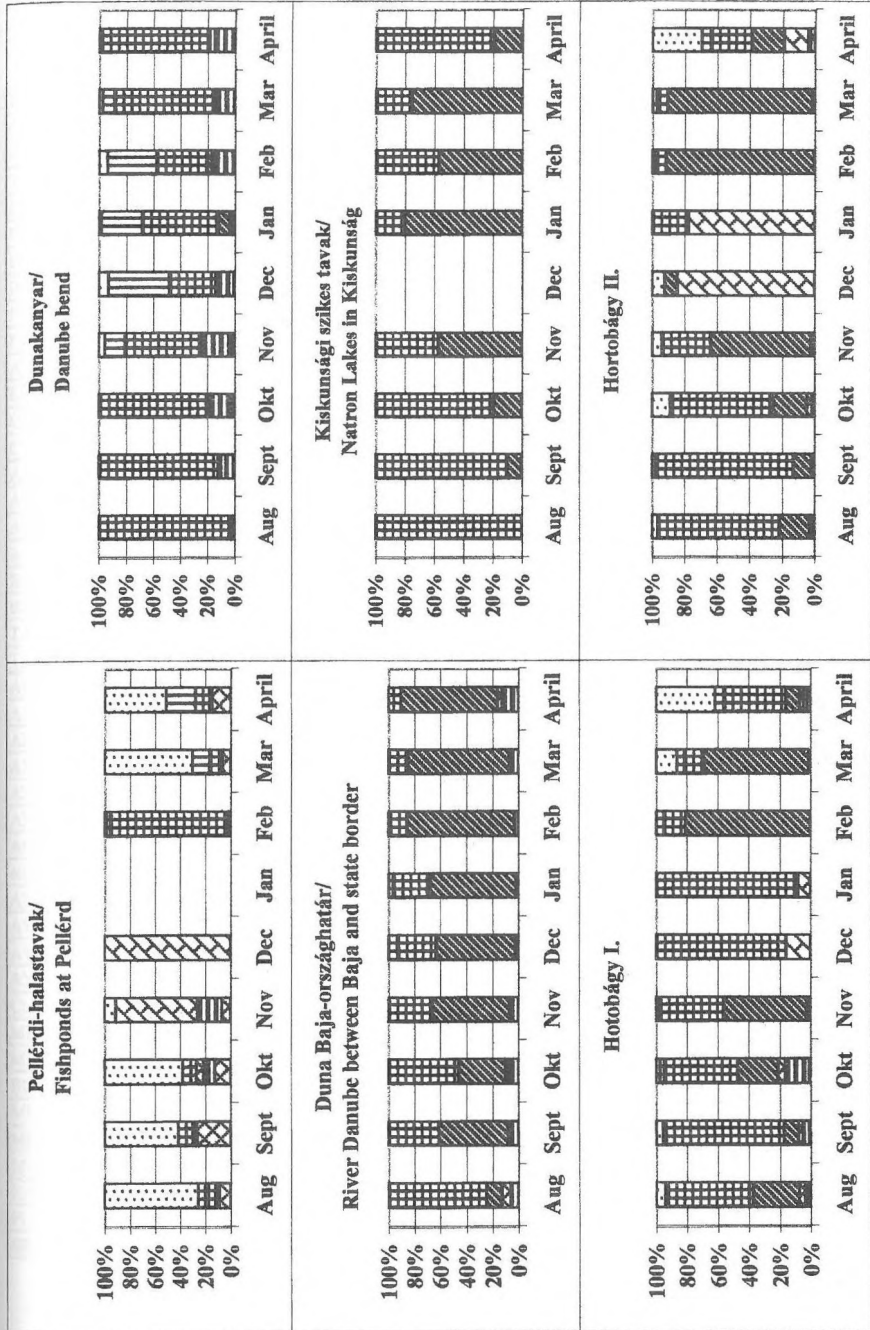 Pellérdi-halastavak/
Fishponds at Pellérd
100%
80%
60%
40%
20%
0%
Aug Sept Okt Nov Dec Jan Feb Mar April
Dunakanyar/
Danube bend
100%
80%
60%
40%
20%
0%
Aug Sept Okt Nov Dec Jan Feb Mar April
Duna Baja-országhatár/
River Danube between Baja and state border
100%
80%
60%
40%
20%
0%
Aug Sept Okt Nov Dec Jan Feb Mar April
Kiskunsági szikes tavak/
Natron Lakes in Kiskunság
100%
80%
60%
40%
20%
0%
Aug Sept Okt Nov Dec Jan Feb Mar April
Hotobágy I.
100%
80%
60%
40%
20%
0%
Aug Sept Okt Nov Dec Jan Feb Mar April
Hortobágy II.
100%
80%
60%
40%
20%
0%
Aug Sept Okt Nov Dec Jan Feb Mar April